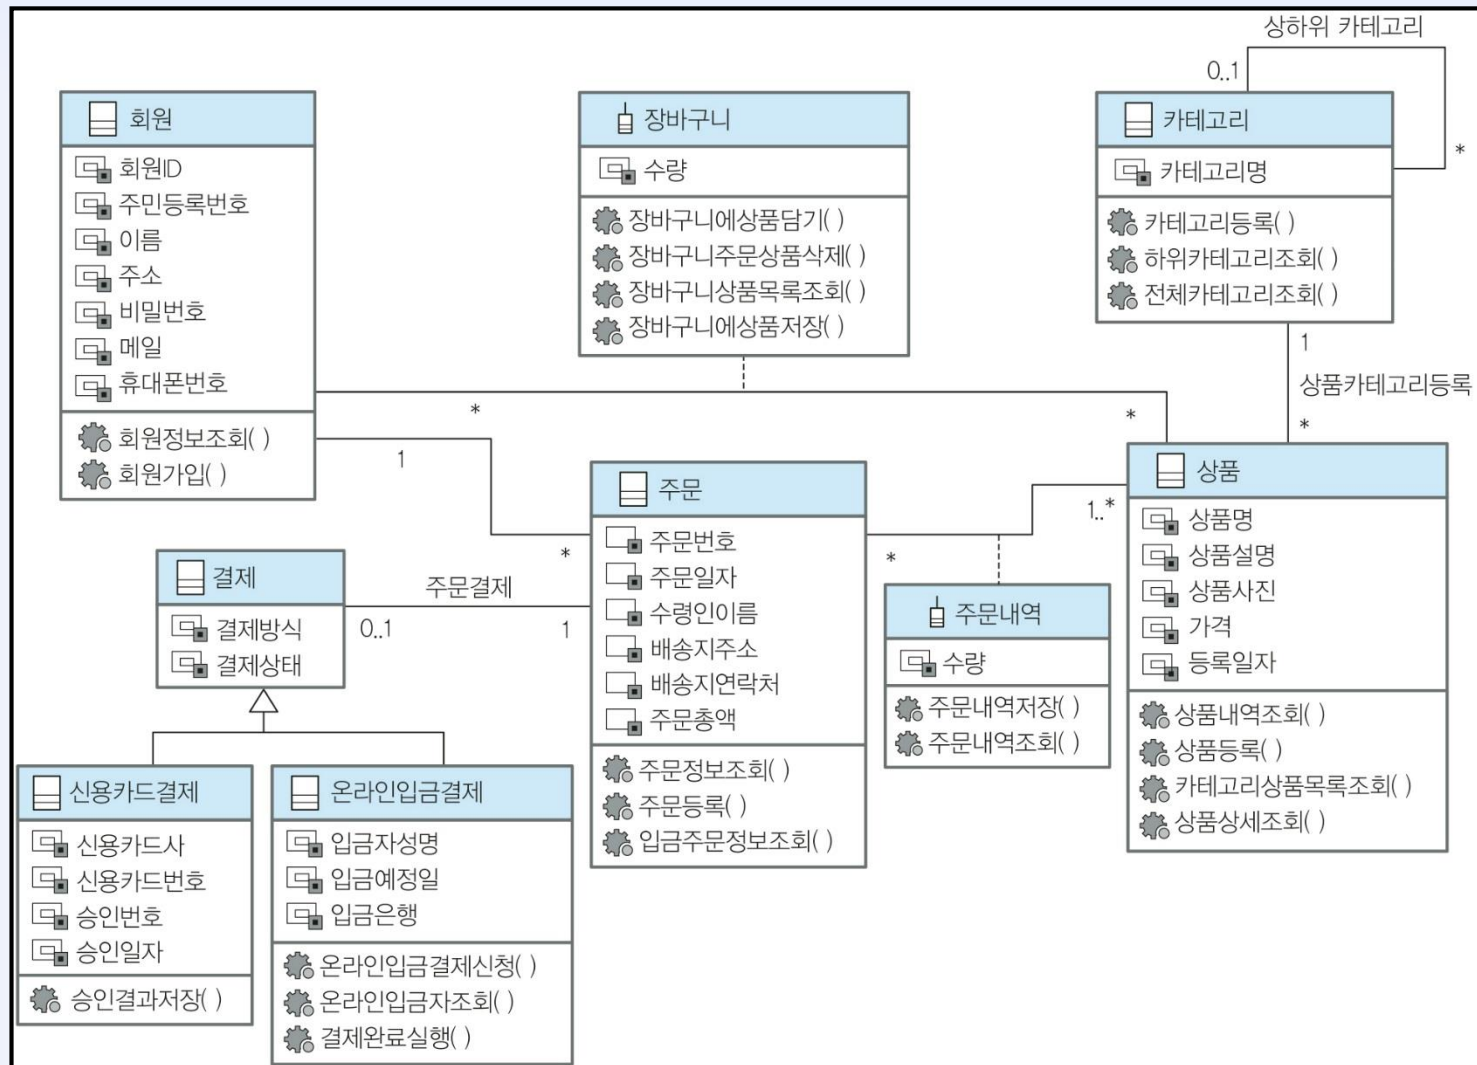 상하위 카테고리
0..1
*
회원
회원ID
주민등록번호
이름
주소
비밀번호
메일
휴대폰번호
회원정보조회( )
회원가입( )
장바구니
수량
장바구니에상품담기( )
장바구니주문상품삭제( )
장바구니상품목록조회( )
장바구니에상품저장( )
카테고리
카테고리명
카테고리등록( )
하위카테고리조회( )
전체카테고리조회( )
1
상품카테고리등록
*
*
*
1
*
주문
주문번호
주문일자
수령인이름
배송지주소
배송지연락처
주문총액
주문정보조회( )
주문등록( )
입금주문정보조회( )
1..*
*
상품
상품명
상품설명
상품사진
가격
등록일자
상품내역조회( )
상품등록( )
카테고리상품목록조회( )
상품상세조회( )
주문내역
수량
주문내역저장( )
주문내역조회( )
결제
결제방식
결제상태
주문결제
0..1
1
신용카드결제
신용카드사
신용카드번호
승인번호
승인일자
승인결과저장( )
온라인입금결제
입금자성명
입금예정일
입금은행
온라인입금결제신청( )
온라인입금자조회( )
결제완료실행( )